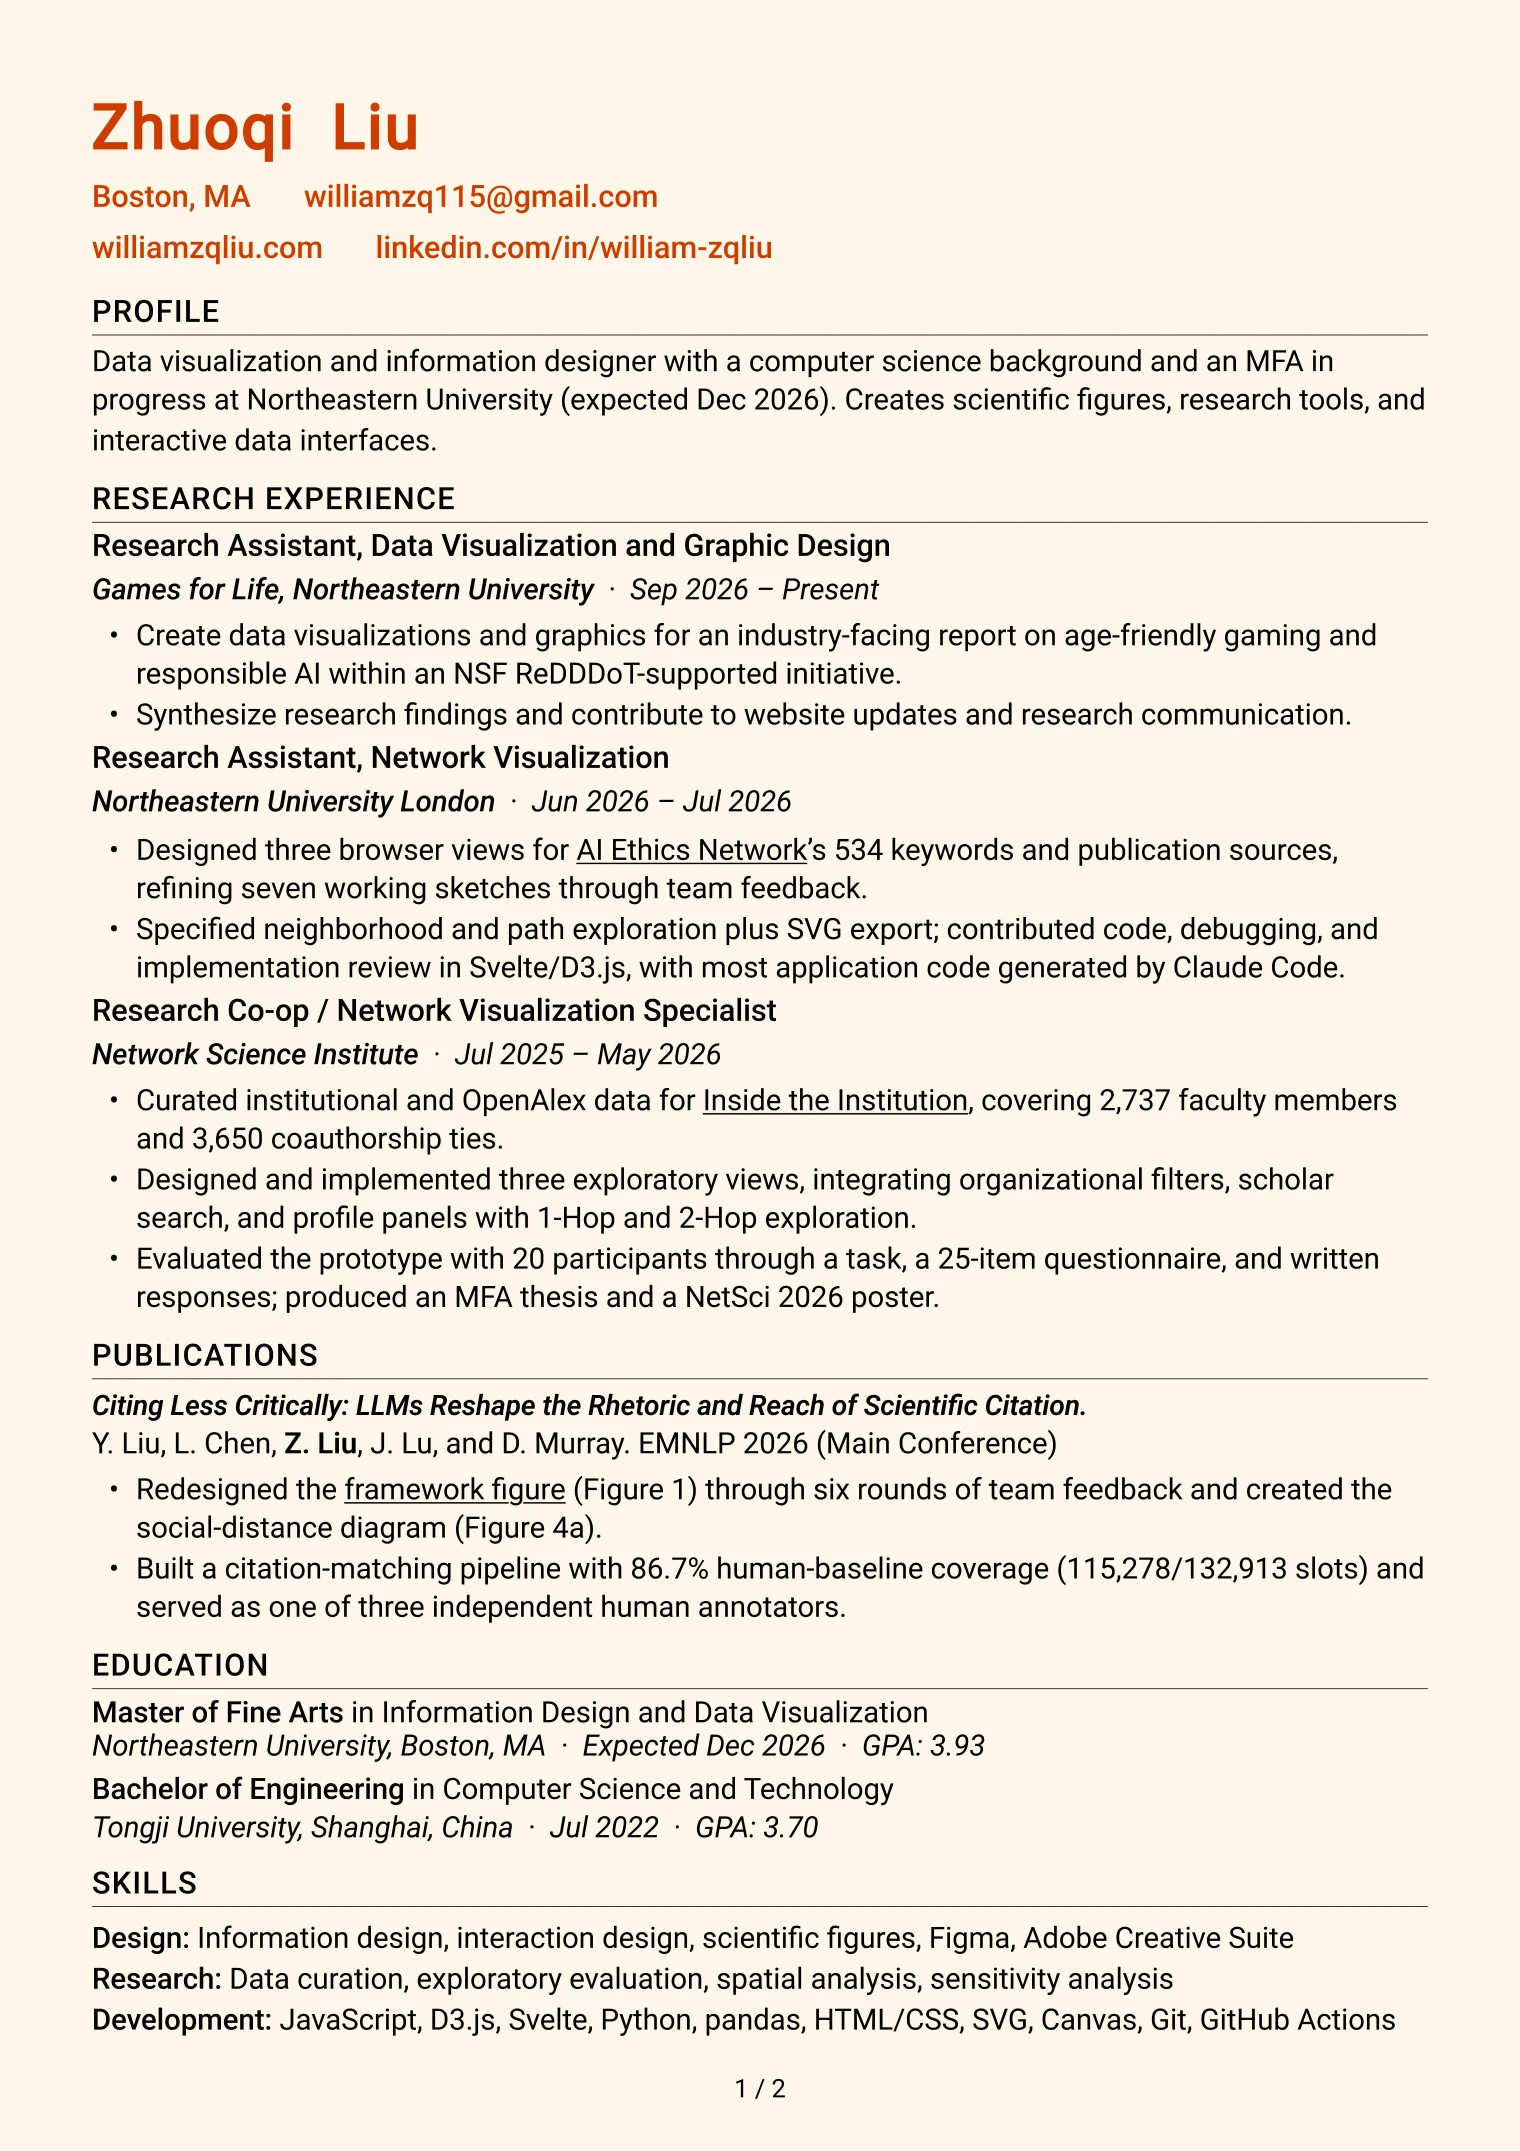 Zhuoqi Liu
Boston, MA williamzq115@gmail.com
williamzqliu.com linkedin.com/in/william-zqliu
PROFILE
Data visualization and information designer with a computer science background and an MFA in
progress at Northeastern University (expected Dec 2026). Creates scientific figures, research tools, and
interactive data interfaces.
RESEARCH EXPERIENCE
Research Assistant, Data Visualization and Graphic Design
Games for Life, Northeastern University · Sep 2026 – Present
• Create data visualizations and graphics for an industry-facing report on age-friendly gaming and
responsible AI within an NSF ReDDDoT-supported initiative.
• Synthesize research findings and contribute to website updates and research communication.
Research Assistant, Network Visualization
Northeastern University London · Jun 2026 – Jul 2026
• Designed three browser views for AI Ethics Network’s 534 keywords and publication sources,
refining seven working sketches through team feedback.
• Specified neighborhood and path exploration plus SVG export; contributed code, debugging, and
implementation review in Svelte/D3.js, with most application code generated by Claude Code.
Research Co-op / Network Visualization Specialist
Network Science Institute · Jul 2025 – May 2026
• Curated institutional and OpenAlex data for Inside the Institution, covering 2,737 faculty members
and 3,650 coauthorship ties.
• Designed and implemented three exploratory views, integrating organizational filters, scholar
search, and profile panels with 1-Hop and 2-Hop exploration.
• Evaluated the prototype with 20 participants through a task, a 25-item questionnaire, and written
responses; produced an MFA thesis and a NetSci 2026 poster.
PUBLICATIONS
Citing Less Critically: LLMs Reshape the Rhetoric and Reach of Scientific Citation.
Y. Liu, L. Chen, Z. Liu, J. Lu, and D. Murray. EMNLP 2026 (Main Conference)
• Redesigned the framework figure (Figure 1) through six rounds of team feedback and created the
social-distance diagram (Figure 4a).
• Built a citation-matching pipeline with 86.7% human-baseline coverage (115,278/132,913 slots) and
served as one of three independent human annotators.
EDUCATION
Master of Fine Arts in Information Design and Data Visualization
Northeastern University, Boston, MA · Expected Dec 2026 · GPA: 3.93
Bachelor of Engineering in Computer Science and Technology
Tongji University, Shanghai, China · Jul 2022 · GPA: 3.70
SKILLS
Design: Information design, interaction design, scientific figures, Figma, Adobe Creative Suite
Research: Data curation, exploratory evaluation, spatial analysis, sensitivity analysis
Development: JavaScript, D3.js, Svelte, Python, pandas, HTML/CSS, SVG, Canvas, Git, GitHub Actions
1 / 2